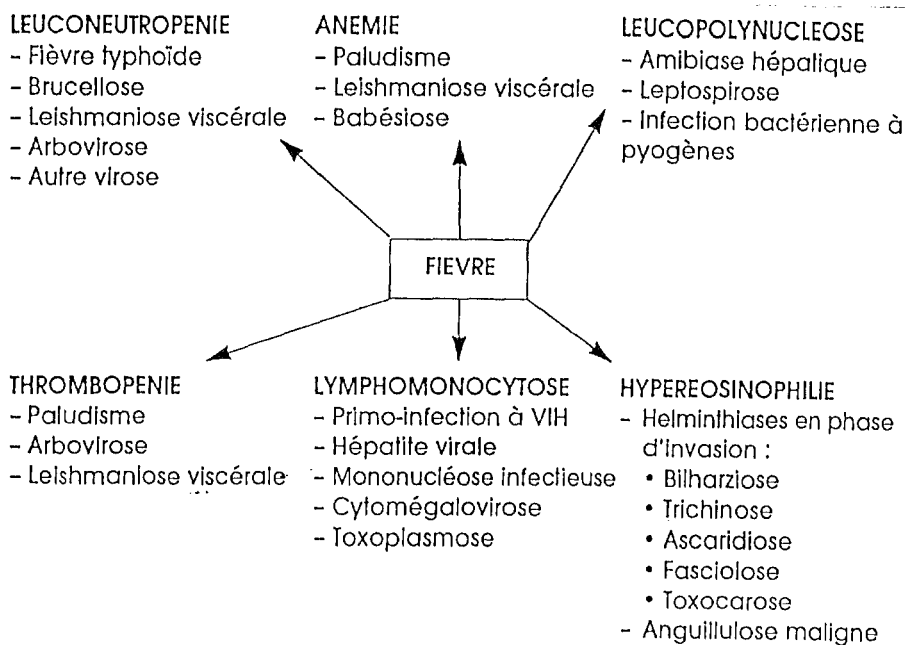 LEUCONEUTROPENIE
- Fièvre typhoïde
- Brucellose
- Leishmaniose viscérale
- Arbovirose
- Autre virose
ANEMIE
- Paludisme
- Leishmaniose viscérale
- Babésiose
LEUCOPOLYNUCLEOSE
- Amibiase hépalique
- Leptospirose
- Infection bactérienne à
pyogènes
FIEVRE
THROMBOPENIE
- Paludisme
- Arbovirose
- Leishmaniose viscérale
LYMPHOMONOCYTOSE
- Primo-infection à VIH
- Hépatite virale
- Mononucléose infectieuse
- Cytomégalovirose
- Toxoplasmose
HYPEREOSINOPHILIE
- Helminthiases en phase
d'invasion :
• Bilharziose
• Trichinose
• Ascaridiose
• Fasciolose
• Toxocarose
- Anguillulose maligne